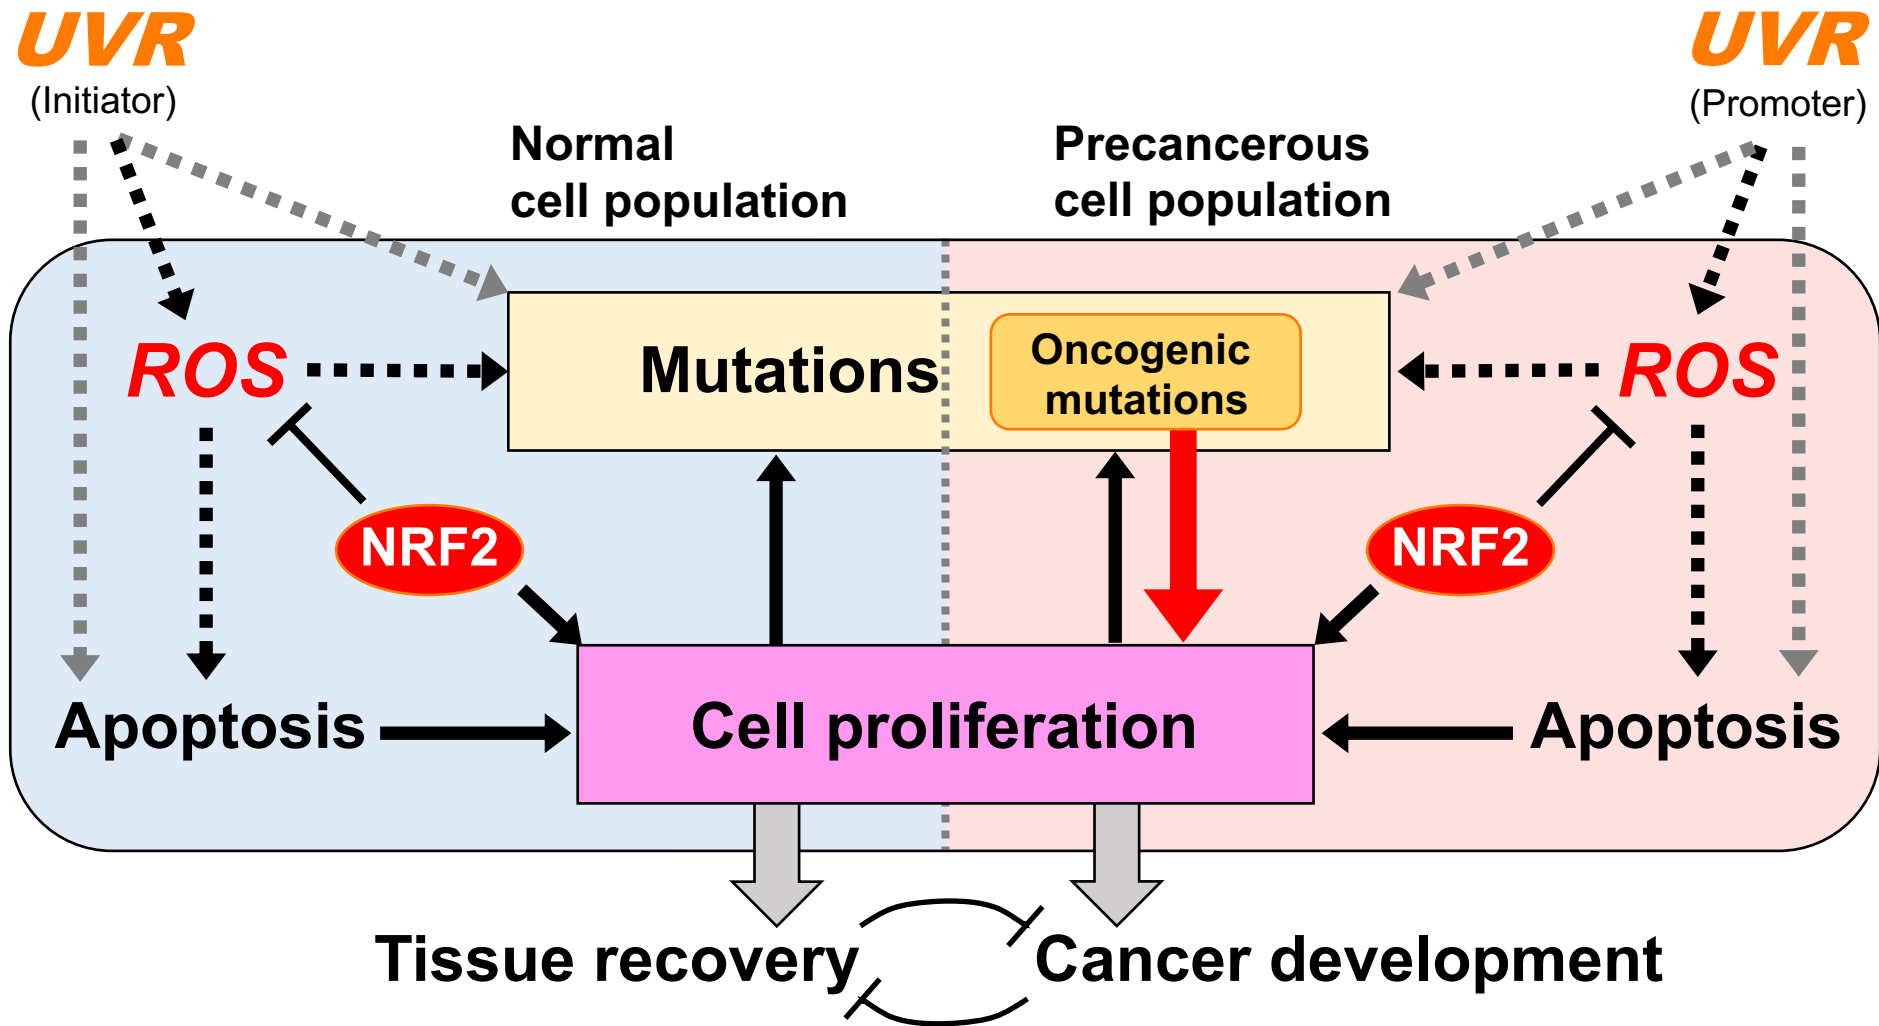 UVR
(Initiator)
UVR
(Promoter)
Normal
cell population
Precancerous
cell population
ROS
Mutations
Oncogenic
mutations
ROS
NRF2
NRF2
Apoptosis
Cell proliferation
Apoptosis
Tissue recovery
Cancer development